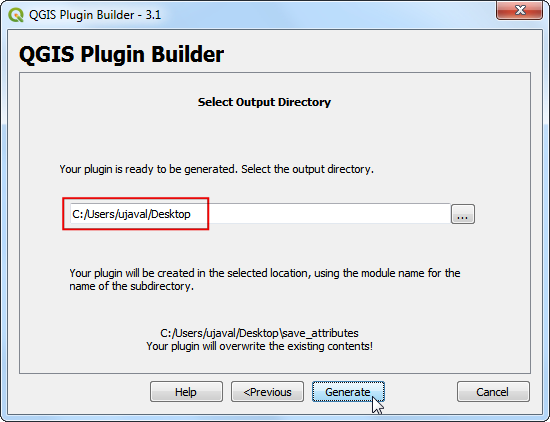 QGIS Plugin Builder - 3.1
QGIS Plugin Builder
Select Output Directory
Your plugin is ready to be generated. Select the output directory.
C:/Users/ujaval/Desktop
...
Your plugin will be created in the selected location, using the module name for the
name of the subdirectory.
C:/Users/ujaval/Desktop\save_attributes
Your plugin will overwrite the existing contents!
Help
<Previous
Generate
Cancel